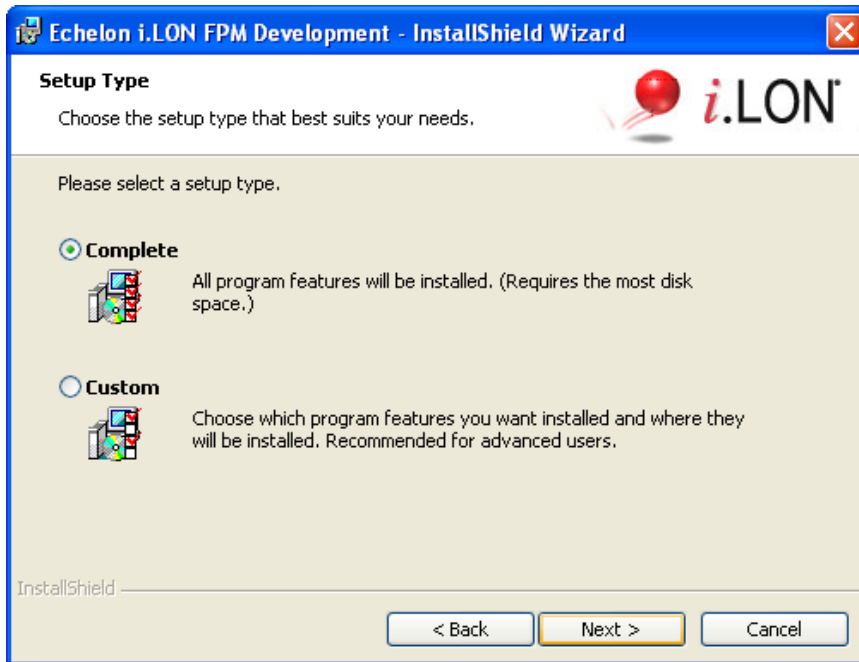 Echelon i.LON FPM Development - InstallShield Wizard
Setup Type
Choose the setup type that best suits your needs.
i.LON
Please select a setup type.
Complete
All program features will be installed. (Requires the most disk
space.)
Custom
Choose which program features you want installed and where they
will be installed. Recommended for advanced users.
InstallShield
< Back
Next >
Cancel